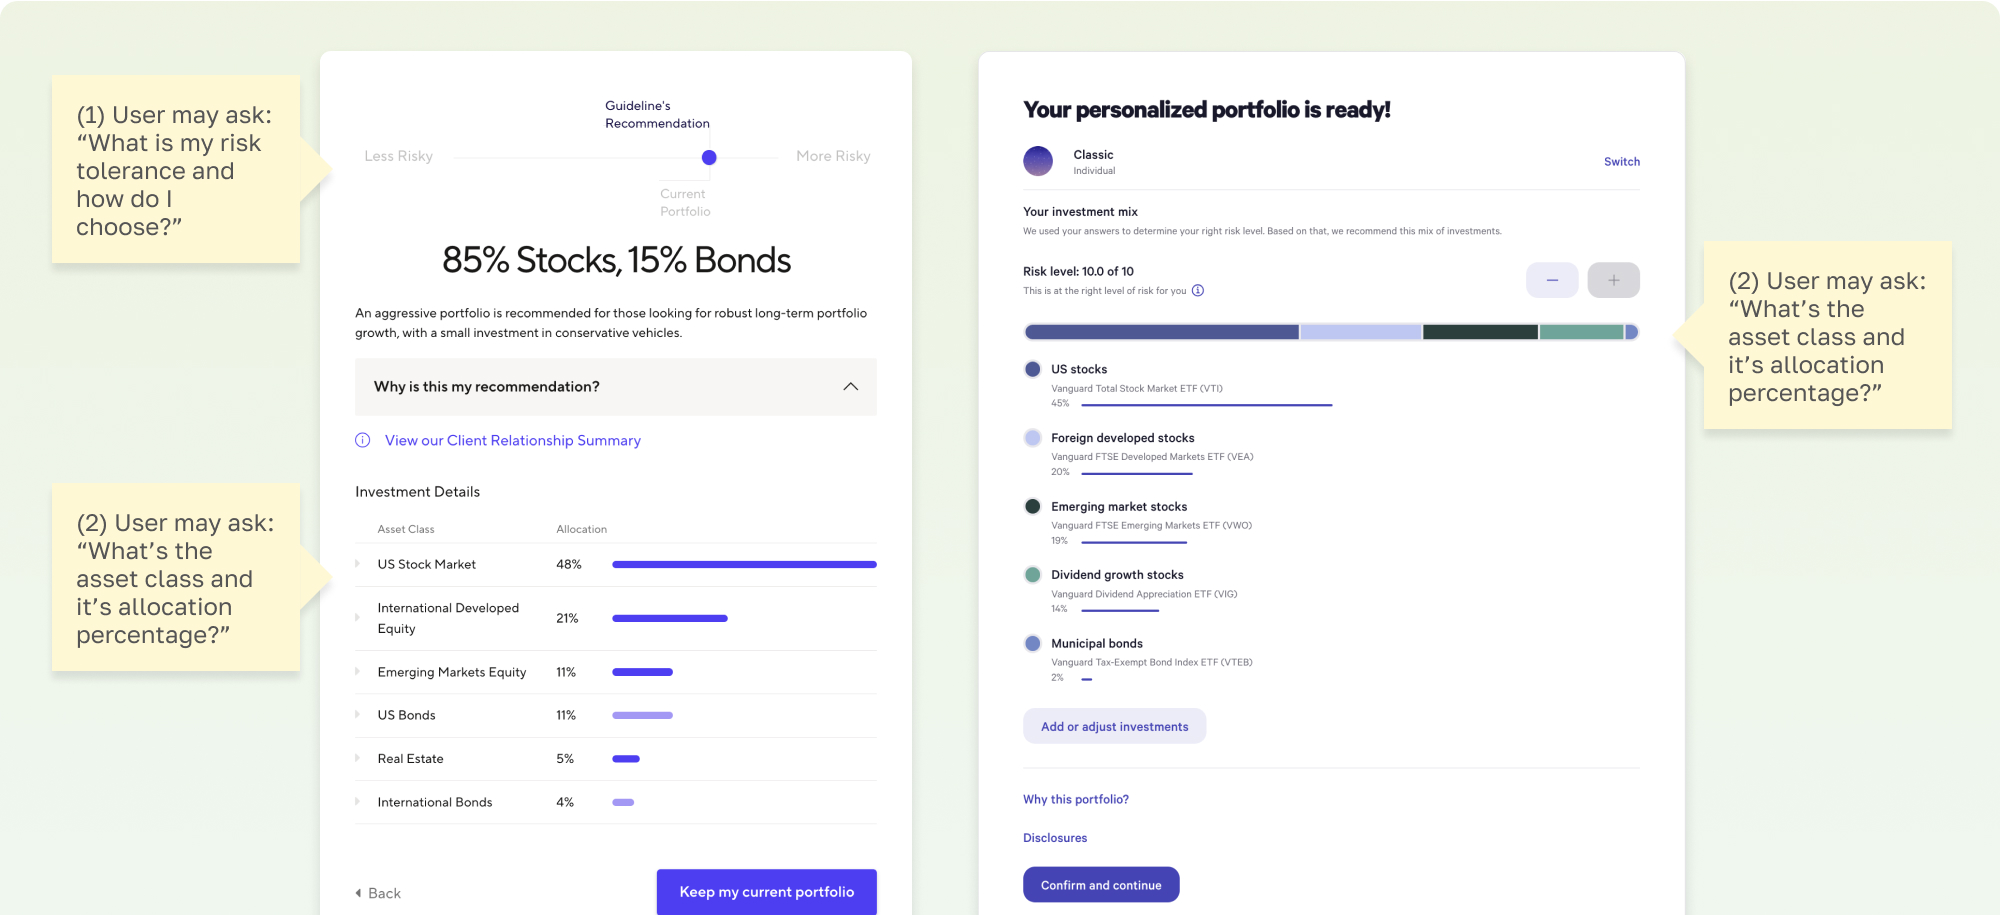 (1) User may ask:
“What is my risk
tolerance and
how do I
choose?”
(2) User may ask:
“What’s the
asset class and
it’s allocation
percentage?”
Guideline's
Recommendation
Less Risky
More Risky
Current
Portfolio
85% Stocks, 15% Bonds
An aggressive portfolio is recommended for those looking for robust long-term portfolio
growth, with a small investment in conservative vehicles.
Why is this my recommendation?
View our Client Relationship Summary
Investment Details
Asset Class Allocation
US Stock Market 48%
International Developed
Equity
21%
Emerging Markets Equity 11%
US Bonds 11%
Real Estate 5%
International Bonds 4%
Back
Keep my current portfolio
Your personalized portfolio is ready!
Classic
Individual
Switch
Your investment mix
We used your answers to determine your right risk level. Based on that, we recommend this mix of investments.
Risk level: 10.0 of 10
This is at the right level of risk for you
US stocks
Vanguard Total Stock Market ETF (VTI)
45%
Foreign developed stocks
Vanguard FTSE Developed Markets ETF (VEA)
20%
Emerging market stocks
Vanguard FTSE Emerging Markets ETF (VWO)
19%
Dividend growth stocks
Vanguard Dividend Appreciation ETF (VIG)
14%
Municipal bonds
Vanguard Tax-Exempt Bond Index ETF (VTEB)
2%
Add or adjust investments
Why this portfolio?
Disclosures
Confirm and continue
(2) User may ask:
“What’s the
asset class and
it’s allocation
percentage?”